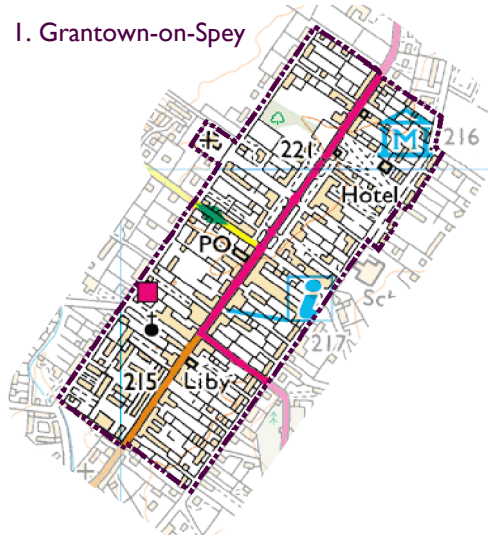 1. Grantown-on-Spey
221
M
216
Hotel
PO
i
Sch
217
215
Liby